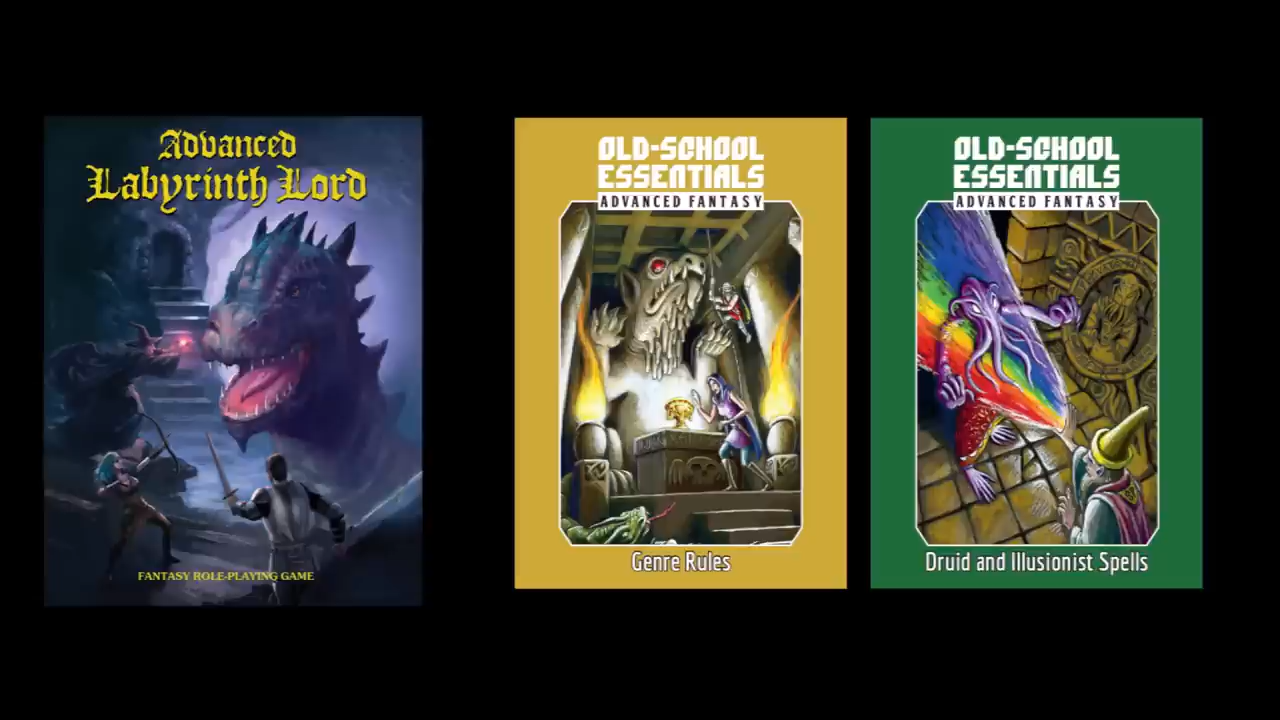 Advanced
Labyrinth Lord
FANTASY ROLE-PLAYING GAME
OLD-SCHOOL
ESSENTIALS
ADVANCED FANTASY
Genre Rules
OLD-SCHOOL
ESSENTIALS
ADVANCED FANTASY
Druid and Illusionist Spells